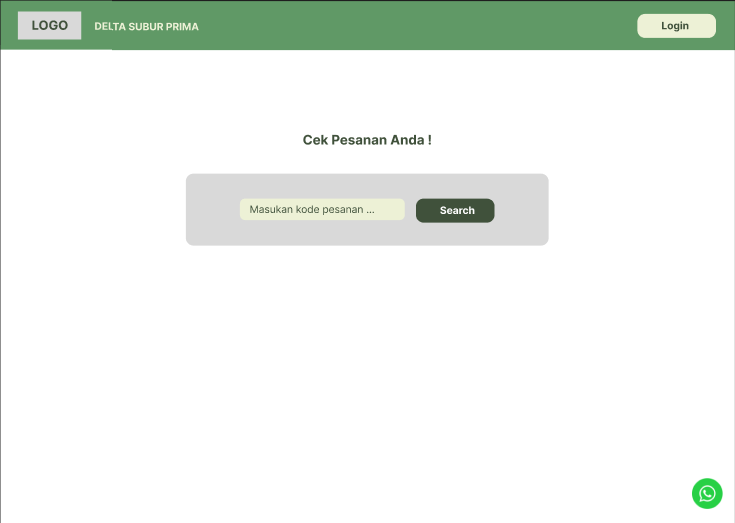 LOGO
DELTA SUBUR PRIMA
Login
Cek Pesanan Anda !
Masukan kode pesanan ...
Search